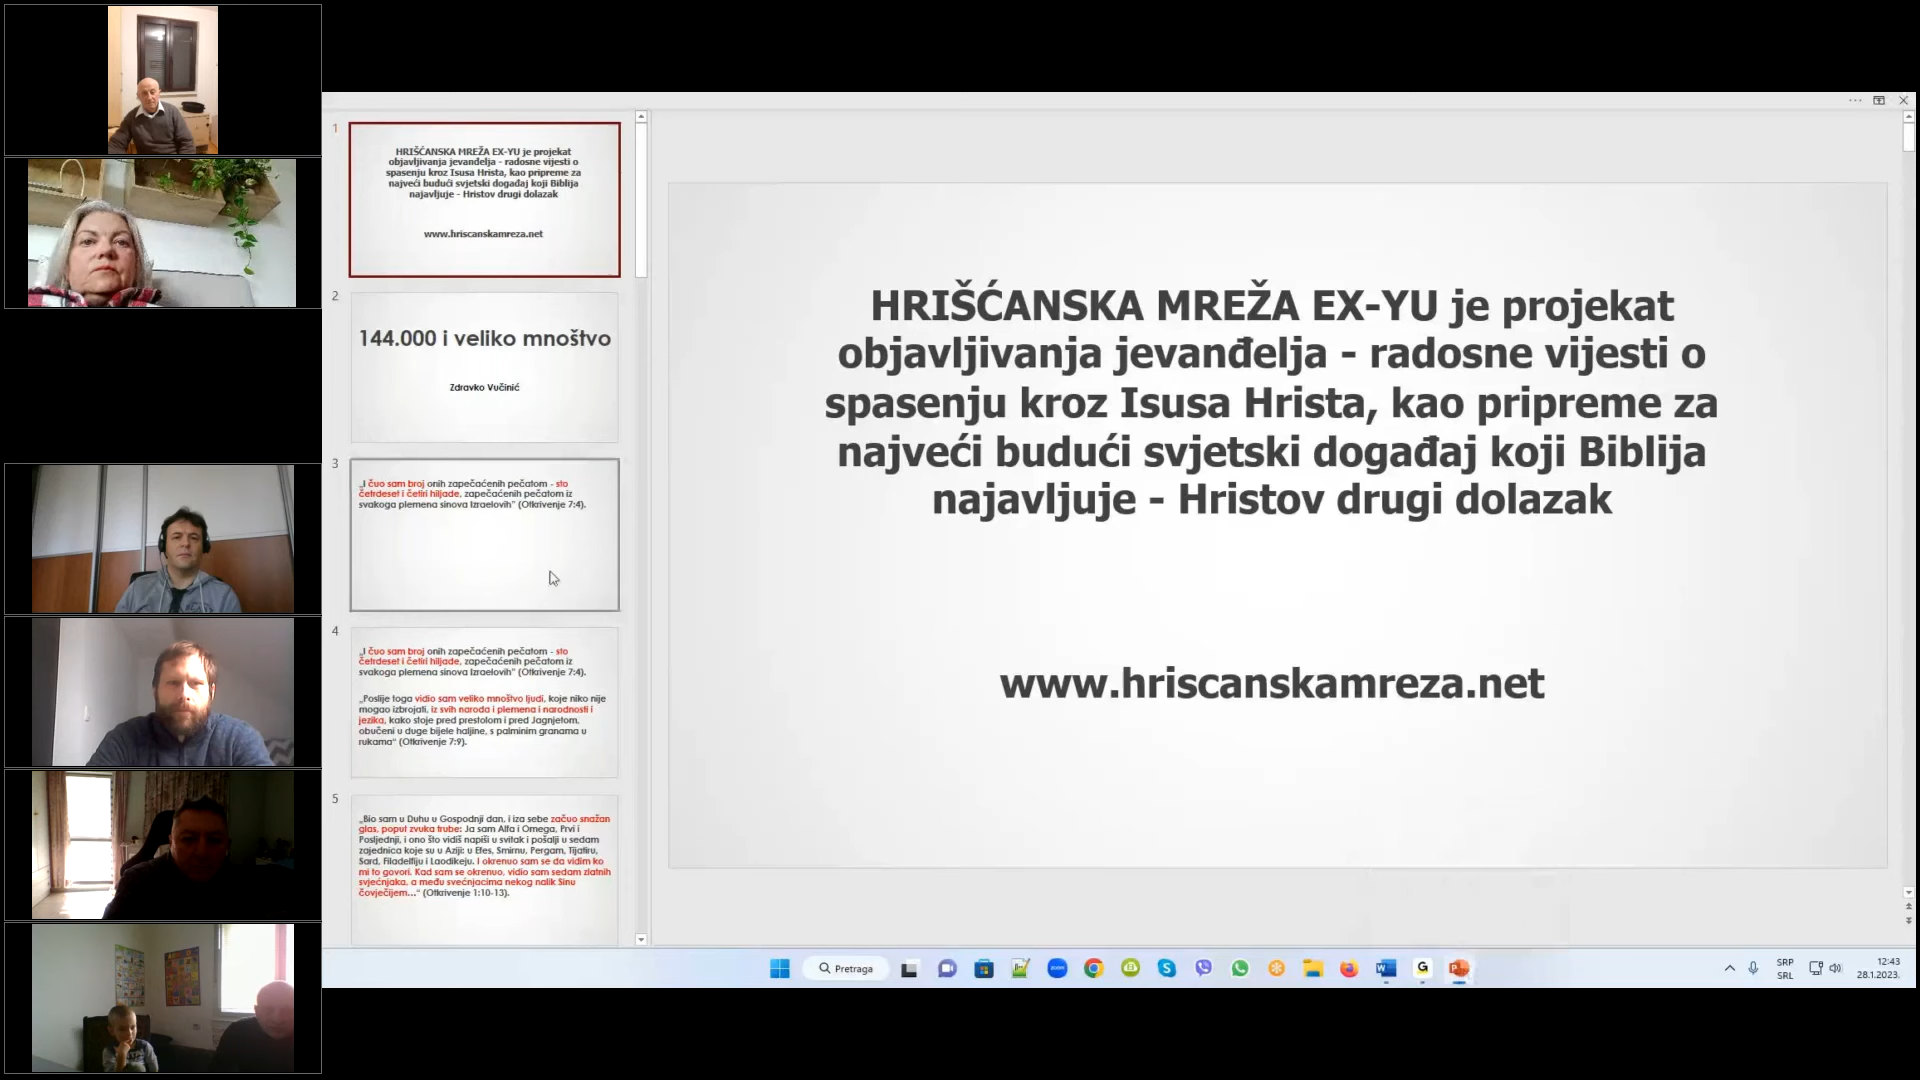 1
HRIŠĆANSKA MREŽA EX-YU je projekat
objavljivanja jevanđelja - radosne vijesti o
spasenju kroz Isusa Hrista, kao pripreme za
najveći budući svjetski događaj koji Biblija
najavljuje - Hristov drugi dolazak
www.hriscanskamreza.net
2
144.000 i veliko mnoštvo
Zdravko Vučinić
3
„I čuo sam broj onih zapečaćenih pečatom - sto
četrdeset i četiri hiljade, zapečaćenih pečatom iz
svakoga plemena sinova Izraelovih" (Otkrivenje 7:4).
4
„I čuo sam broj onih zapečaćenih pečatom - sto
četrdeset i četiri hiljade, zapečaćenih pečatom iz
svakoga plemena sinova Izraelovih" (Otkrivenje 7:4).
„Poslije toga vidio sam veliko mnoštvo ljudi, koje niko nije
mogao izbrojati, iz svih naroda i plemena i narodnosti i
jezika, kako stoje pred prestolom i pred Jagnjetom,
obučeni u duge bijele haljine, s palminim granama u
rukama" (Otkrivenje 7:9).
5
„Bio sam u Duhu u Gospodnji dan, i iza sebe začuo snažan
glas, poput zvuka trube: Ja sam Alfa i Omega, Prvi i
Posljednji, i ono što vidiš napiši u svitak i pošalji u sedam
zajednica koje su u Aziji: u Efes, Smirnu, Pergam, Tijatiru,
Sard, Filadelfiju i Laodikeju. I okrenuo sam se da vidim ko
mi to govori. Kad sam se okrenuo, vidio sam sedam zlatnih
svjećnjaka, a među svećnjacima nekog nalik Sinu
čovječijem..." (Otkrivenje 1:10-13).
HRIŠĆANSKA MREŽA EX-YU je projekat
objavljivanja jevanđelja - radosne vijesti o
spasenju kroz Isusa Hrista, kao pripreme za
najveći budući svjetski događaj koji Biblija
najavljuje - Hristov drugi dolazak
www.hriscanskamreza.net
Pretraga
SRP
SRL
12:43
28.1.2023.